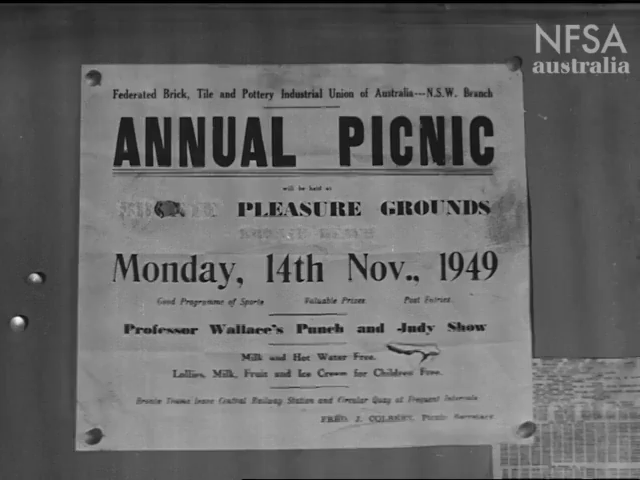 NFSA
australia
Federated Brick, Tile and Pottery Industrial Union of Australia---N.S.W. Branch
ANNUAL PICNIC
will be held at
PLEASURE GROUNDS
Monday, 14th Nov., 1949
Good Programme of Sports Valuable Prizes Post Entries.
Professor Wallace's Punch and Judy Show
Milk and Hot Water Free.
Lollies, Milk, Fruit and Ice Cream for Children Free.
Bronte Trams leave Central Railway Station and Circular Quay at Frequent Intervals
FRED. J. Picnic Secretary